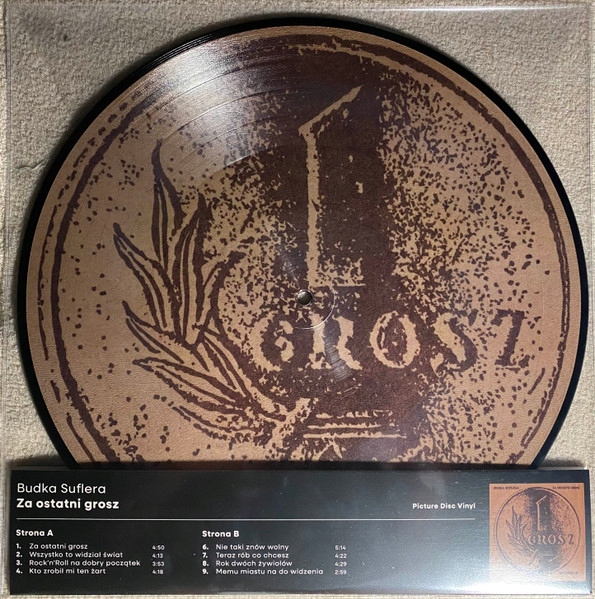 1
GROSZ
Budka Suflera
Za ostatni grosz
Picture Disc Vinyl
Strona A
1. Za ostatni grosz 4:50
2. Wszystko to widział świat 4:13
3. Rock'n'Roll na dobry początek 3:53
4. Kto zrobił mi ten żart 4:18
Strona B
6. Nie taki znów wolny 5:14
7. Teraz rób co chcesz 4:22
8. Rok dwóch żywiołów 4:29
9. Memu miastu na do widzenia 2:59
1
GROSZ